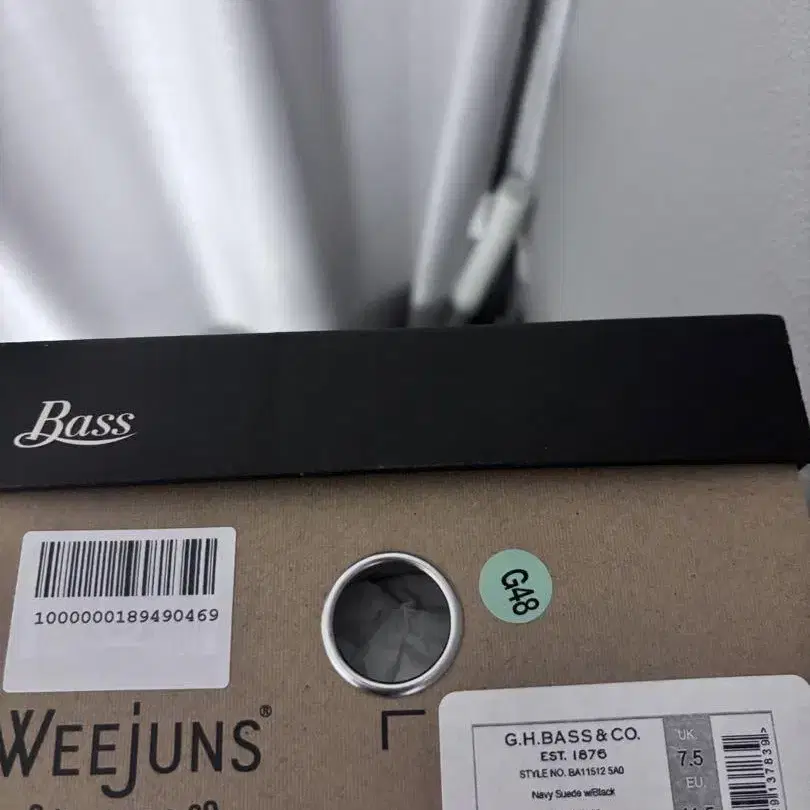 Bass
1000000189490469
G48
WEEJUNS®
G.H.BASS & CO.
EST. 1876
STYLE NO. BA11512 5A0
Navy Suede w/Black
UK
7.5
EU